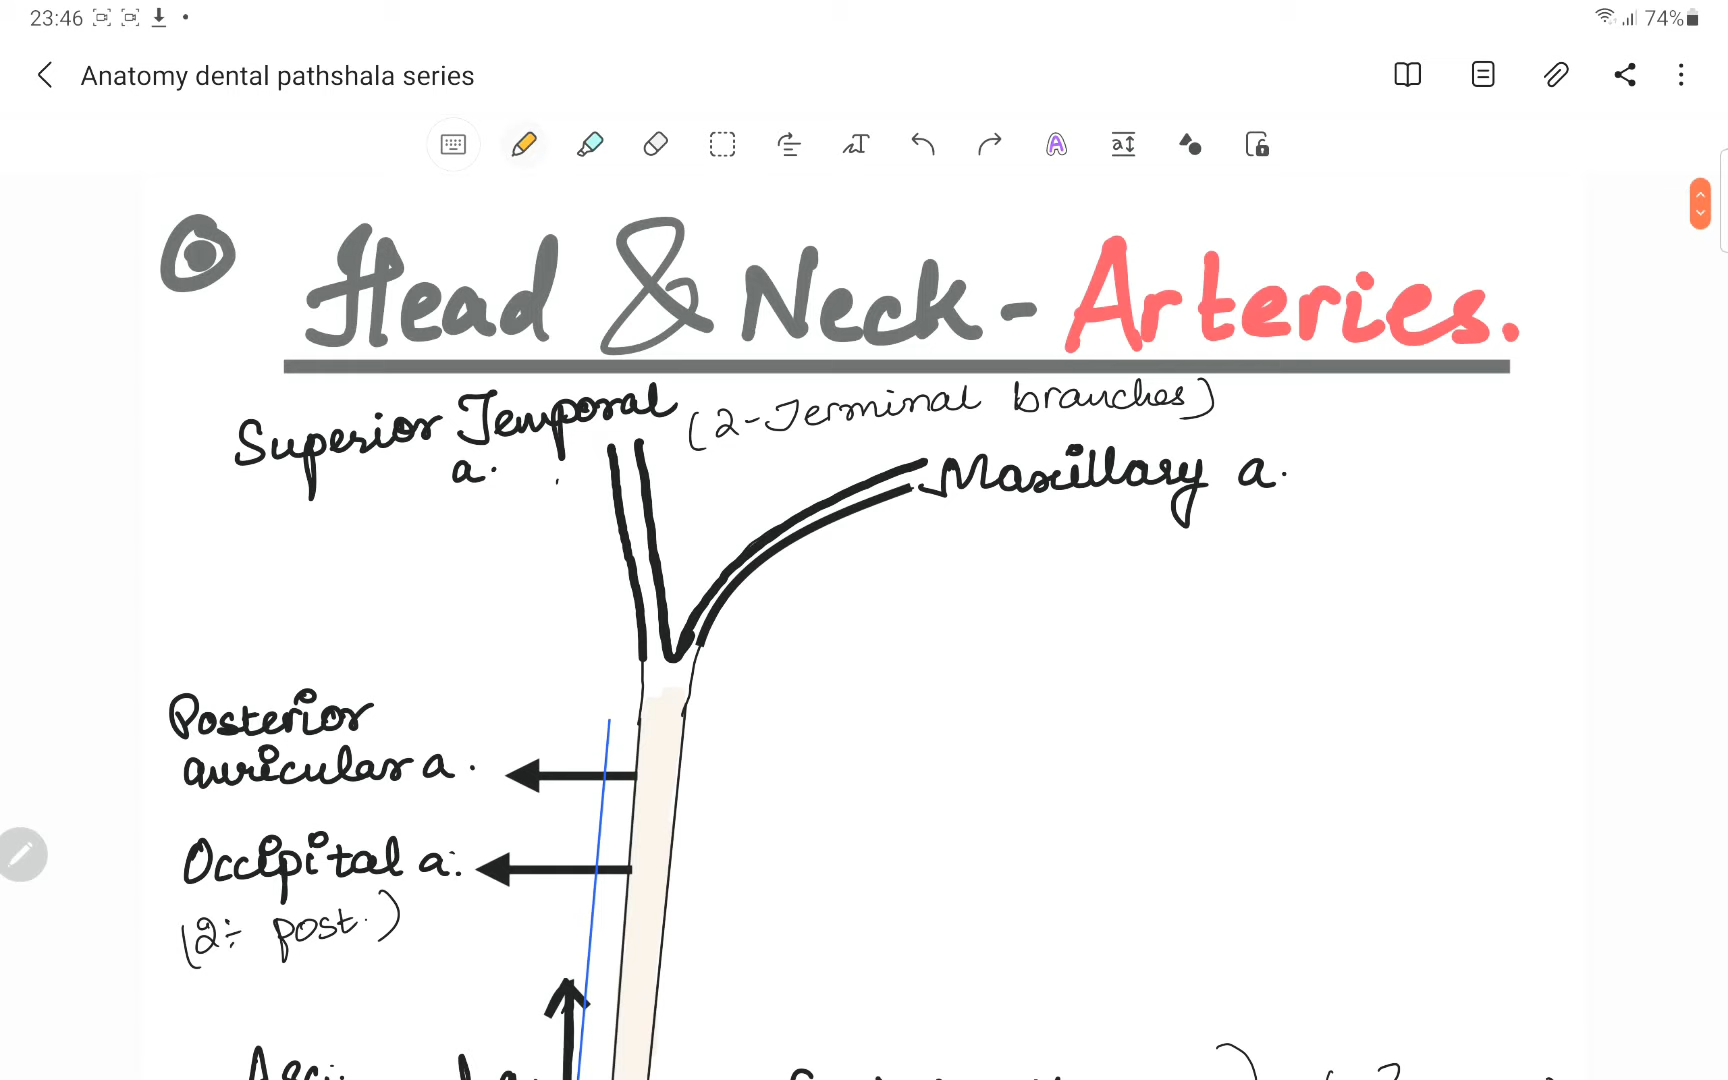 23:46
74%
Anatomy dental pathshala series
Head & Neck - Arteries.
Superior Temporal a.
(2-Terminal branches)
Maxillary a.
Posterior
auricular a.
Occipital a.
(2÷ post.)